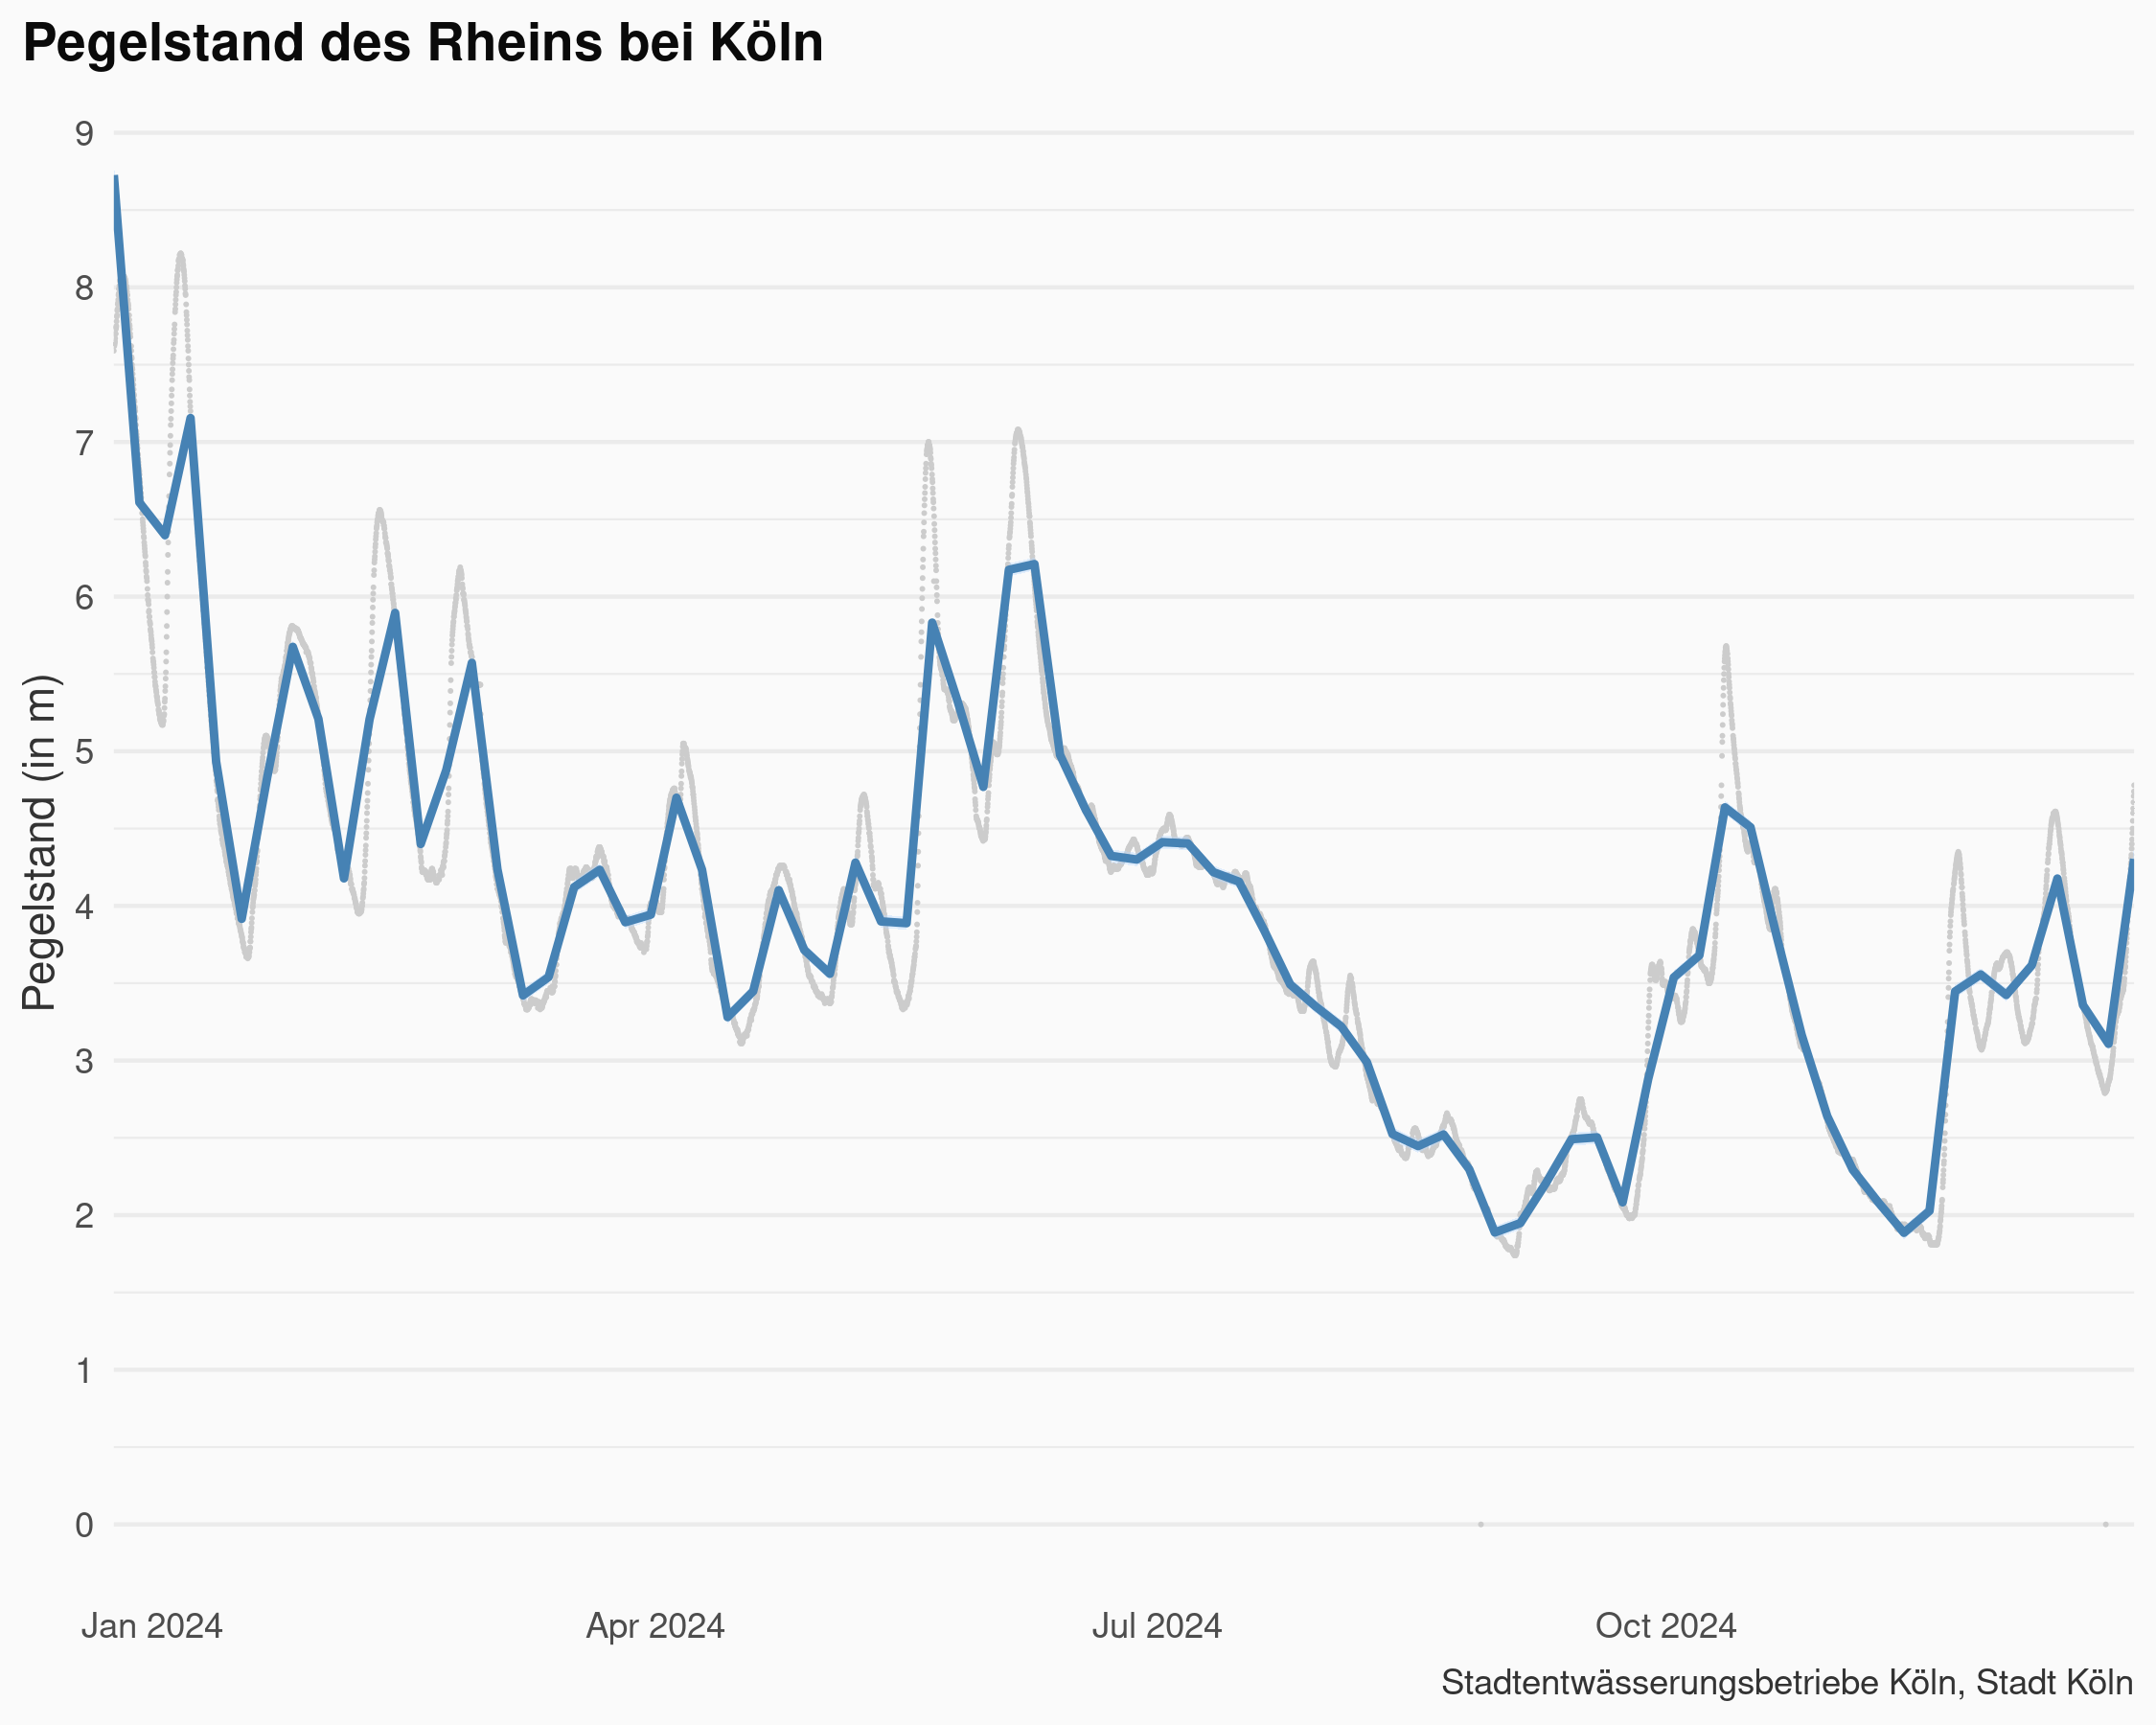 Pegelstand des Rheins bei Köln
Pegelstand (in m)
9
8
7
6
5
4
3
2
1
0
Jan 2024 Apr 2024 Jul 2024 Oct 2024
Stadtentwässerungsbetriebe Köln, Stadt Köln